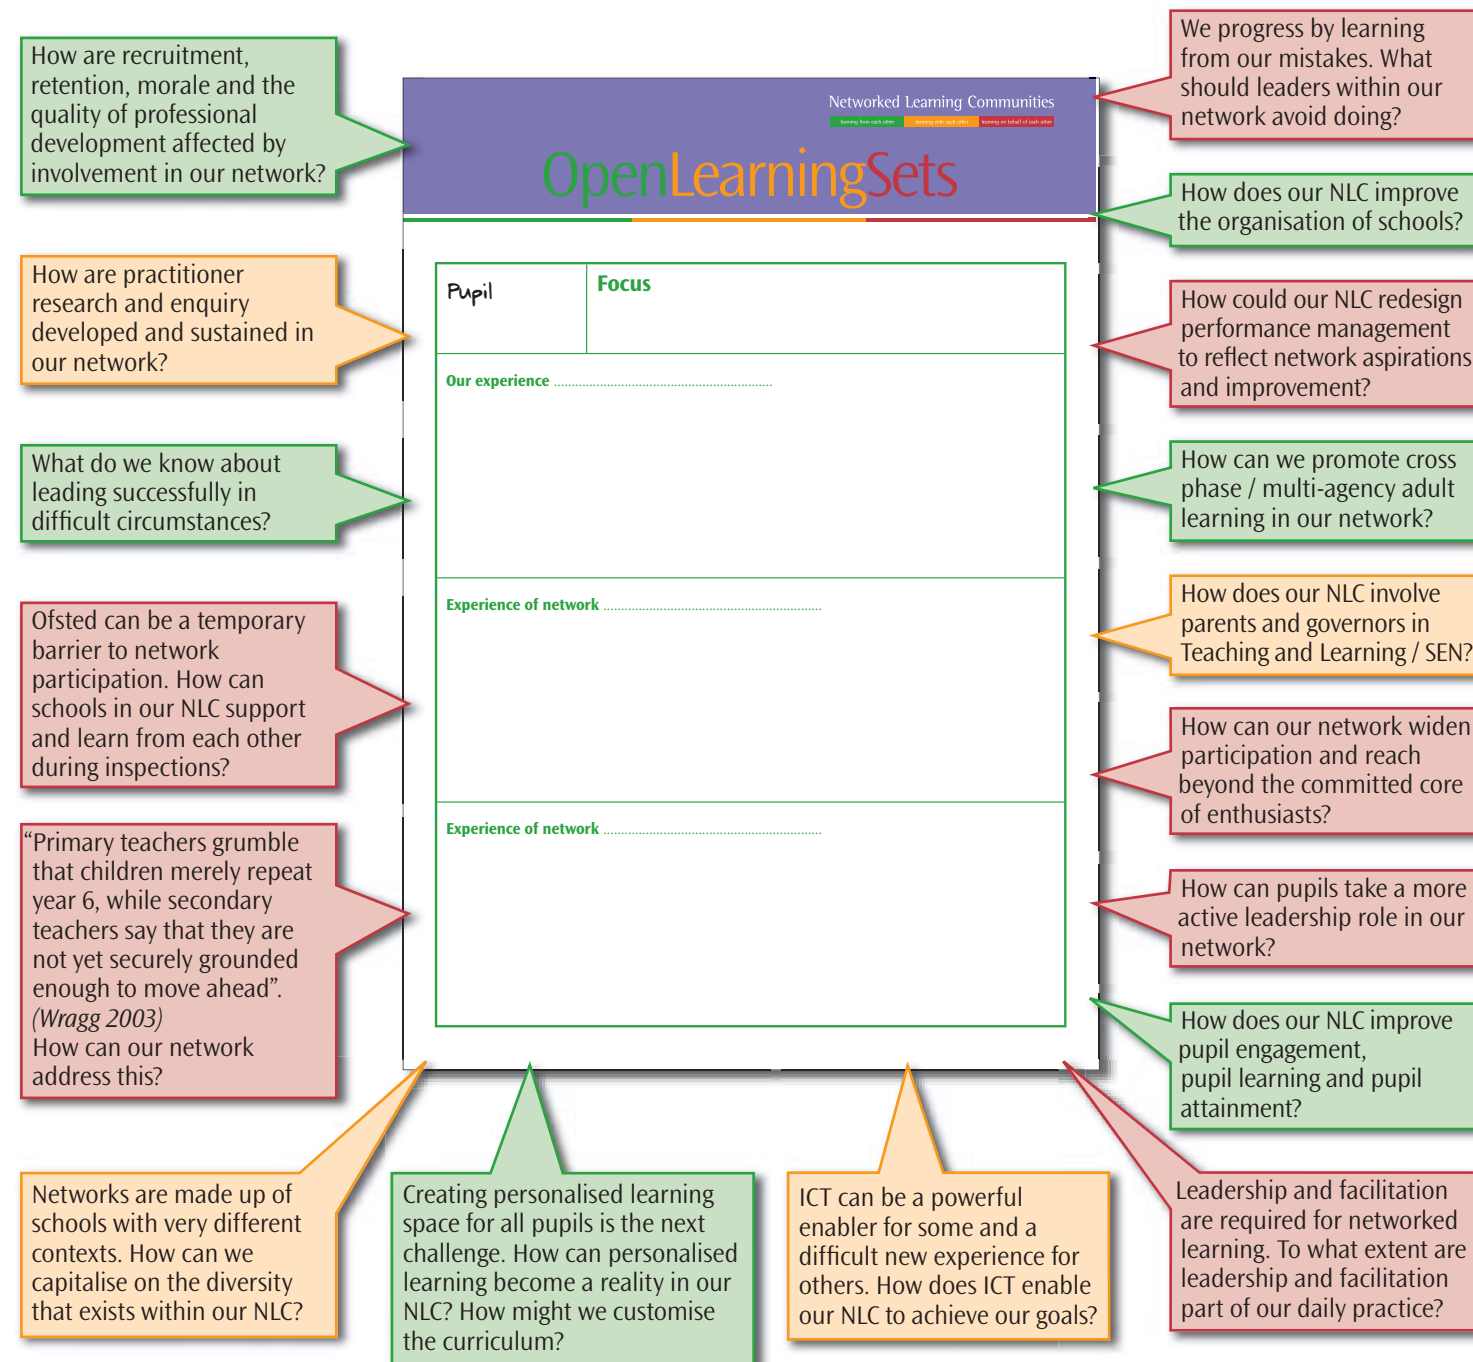 How are recruitment,
retention, morale and the
quality of professional
development affected by
involvement in our network?
How are practitioner
research and enquiry
developed and sustained in
our network?
What do we know about
leading successfully in
difficult circumstances?
Ofsted can be a temporary
barrier to network
participation. How can
schools in our NLC support
and learn from each other
during inspections?
“Primary teachers grumble
that children merely repeat
year 6, while secondary
teachers say that they are
not yet securely grounded
enough to move ahead”.
(Wragg 2003)
How can our network
address this?
Networked Learning Communities
learning from each other learning with each other learning on behalf of each other
OpenLearningSets
Pupil
Focus
Our experience ...............................................................
Experience of network ...............................................................
Experience of network ...............................................................
We progress by learning
from our mistakes. What
should leaders within our
network avoid doing?
How does our NLC improve
the organisation of schools?
How could our NLC redesign
performance management
to reflect network aspirations
and improvement?
How can we promote cross
phase / multi-agency adult
learning in our network?
How does our NLC involve
parents and governors in
Teaching and Learning / SEN?
How can our network widen
participation and reach
beyond the committed core
of enthusiasts?
How can pupils take a more
active leadership role in our
network?
How does our NLC improve
pupil engagement,
pupil learning and pupil
attainment?
Networks are made up of
schools with very different
contexts. How can we
capitalise on the diversity
that exists within our NLC?
Creating personalised learning
space for all pupils is the next
challenge. How can personalised
learning become a reality in our
NLC? How might we customise
the curriculum?
ICT can be a powerful
enabler for some and a
difficult new experience for
others. How does ICT enable
our NLC to achieve our goals?
Leadership and facilitation
are required for networked
learning. To what extent are
leadership and facilitation
part of our daily practice?